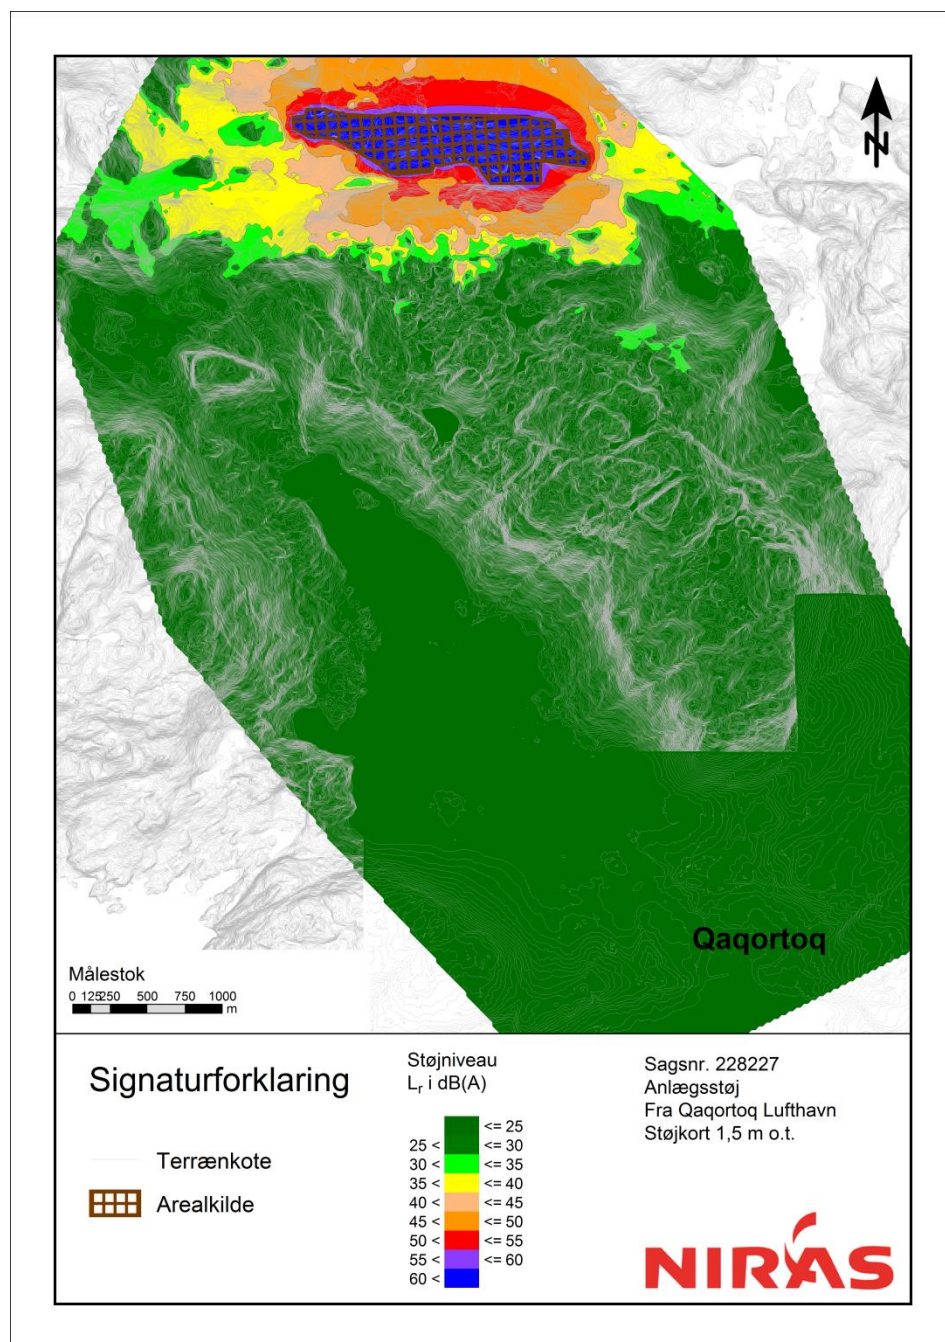 N
Qaqortoq
Målestok
0 125250 500 750 1000
m
Signaturforklaring
Terrænkote
Arealkilde
Støjniveau
Lr i dB(A)
<= 25
25 < <= 30
30 < <= 35
35 < <= 40
40 < <= 45
45 < <= 50
50 < <= 55
55 < <= 60
60 <
Sagsnr. 228227
Anlægsstøj
Fra Qaqortoq Lufthavn
Støjkort 1,5 m o.t.
NIRAS